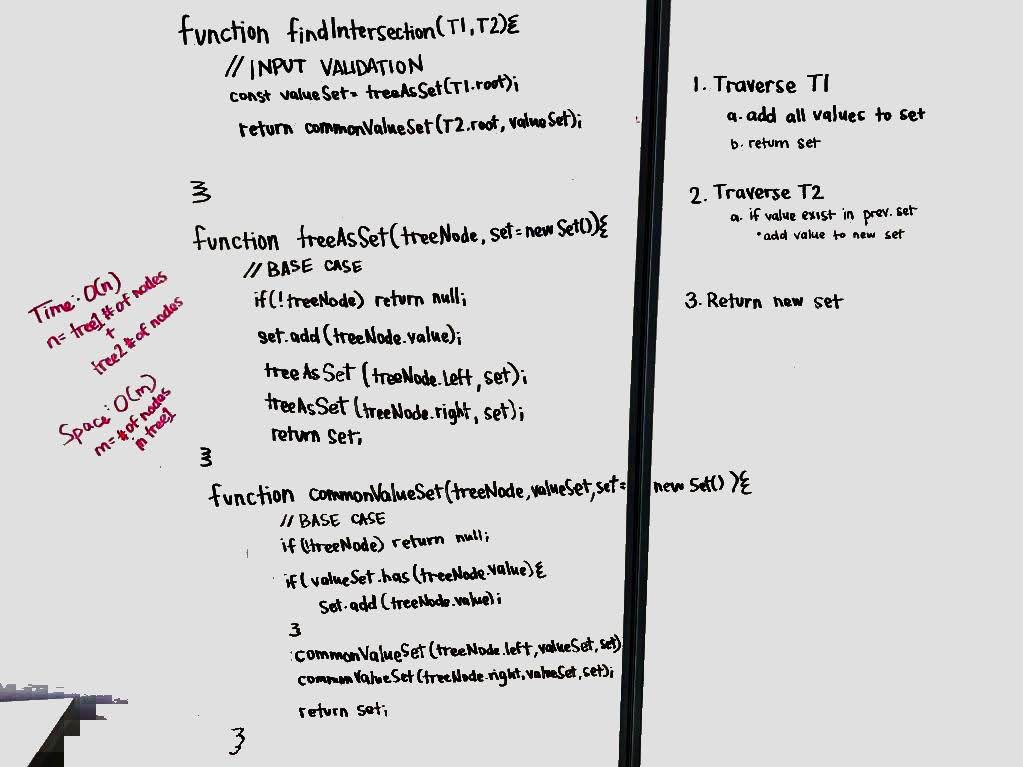 function findIntersection(T1,T2){
// INPUT VALIDATION
const valueSet = treeAsSet(T1.root);
return commonValueSet(T2.root, valueSet);
}
function treeAsSet(treeNode, set=new Set()){
// BASE CASE
if(!treeNode) return null;
set.add(treeNode.value);
treeAsSet(treeNode.left, set);
treeAsSet(treeNode.right, set);
return set;
}
function commonValueSet(treeNode,valueSet,set= new Set()){
// BASE CASE
if(!treeNode) return null;
if(valueSet.has(treeNode.value){
Set.add(treeNode.value);
}
commonValueSet(treeNode.left,valueSet,set)
commonValueSet(treeNode.right,valueSet,set);
return set;
}
Time: O(n)
n= tree1 # of nodes
+
tree2 # of nodes
Space: O(m)
m= # of nodes
in tree1
1. Traverse T1
a. add all values to set
b. return set
2. Traverse T2
a. if value exist in prev. set
• add value to new set
3. Return new set